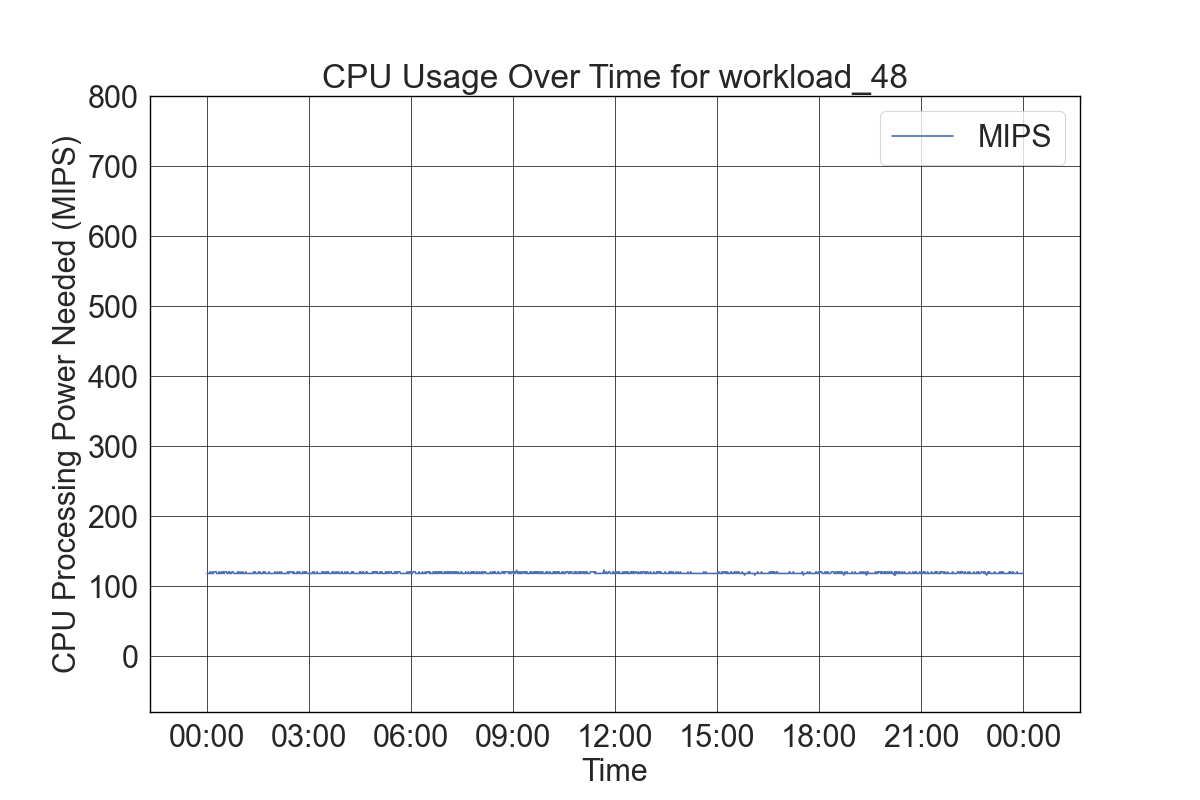 CPU Usage Over Time for workload_48
MIPS
CPU Processing Power Needed (MIPS)
800
700
600
500
400
300
200
100
0
00:00 03:00 06:00 09:00 12:00 15:00 18:00 21:00 00:00
Time